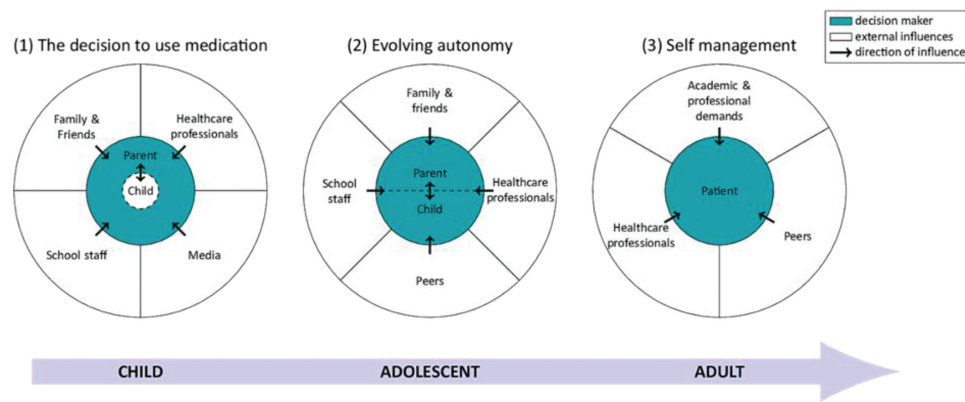 decision maker
external influences
direction of influence
(1) The decision to use medication
Family &
Friends
Healthcare
professionals
Parent
Child
School staff
Media
(2) Evolving autonomy
Family &
friends
School
staff
Parent
Child
Healthcare
professionals
Peers
(3) Self management
Academic &
professional
demands
Patient
Healthcare
professionals
Peers
CHILD
ADOLESCENT
ADULT